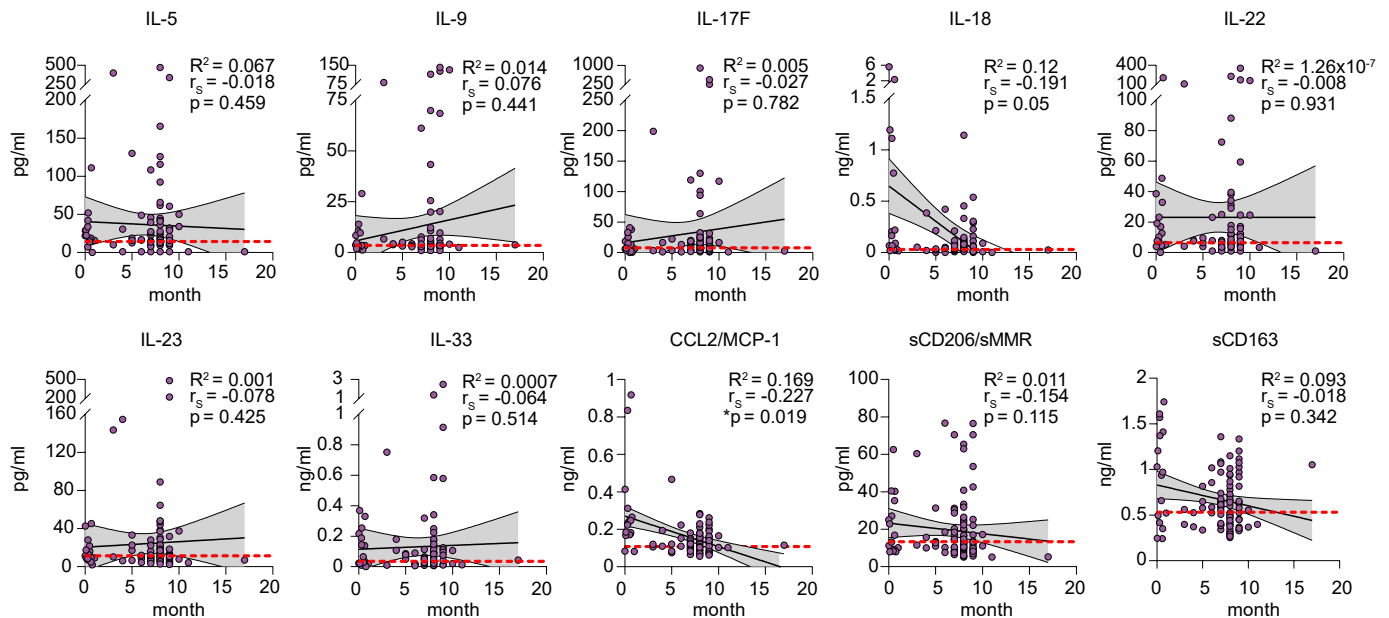 IL-5
IL-9
IL-17F
IL-18
IL-22
500
250
200
150
100
50
0
pg/ml
R² = 0.067
rS = -0.018
p = 0.459
0 5 10 15 20
month
150
75
75
50
25
0
pg/ml
R² = 0.014
rS = 0.076
p = 0.441
0 5 10 15 20
month
1000
250
200
150
100
50
0
pg/ml
R² = 0.005
rS = -0.027
p = 0.782
0 5 10 15 20
month
6
4
2
1.5
1
0.5
0
ng/ml
R² = 0.12
rS = -0.191
p = 0.05
0 5 10 15 20
month
400
200
100
100
80
60
40
20
0
pg/ml
R² = 1.26x10⁻⁷
rS = -0.008
p = 0.931
0 5 10 15 20
month
IL-23
IL-33
CCL2/MCP-1
sCD206/sMMR
sCD163
500
200
160
120
80
40
0
pg/ml
R² = 0.001
rS = -0.078
p = 0.425
0 5 10 15 20
month
3
2
1
1
0.8
0.6
0.4
0.2
0
ng/ml
R² = 0.0007
rS = -0.064
p = 0.514
0 5 10 15 20
month
1
0.8
0.6
0.4
0.2
0
ng/ml
R² = 0.169
rS = -0.227
*p = 0.019
0 5 10 15 20
month
100
80
60
40
20
0
pg/ml
R² = 0.011
rS = -0.154
p = 0.115
0 5 10 15 20
month
2
1.5
1
0.5
0
ng/ml
R² = 0.093
rS = -0.018
p = 0.342
0 5 10 15 20
month